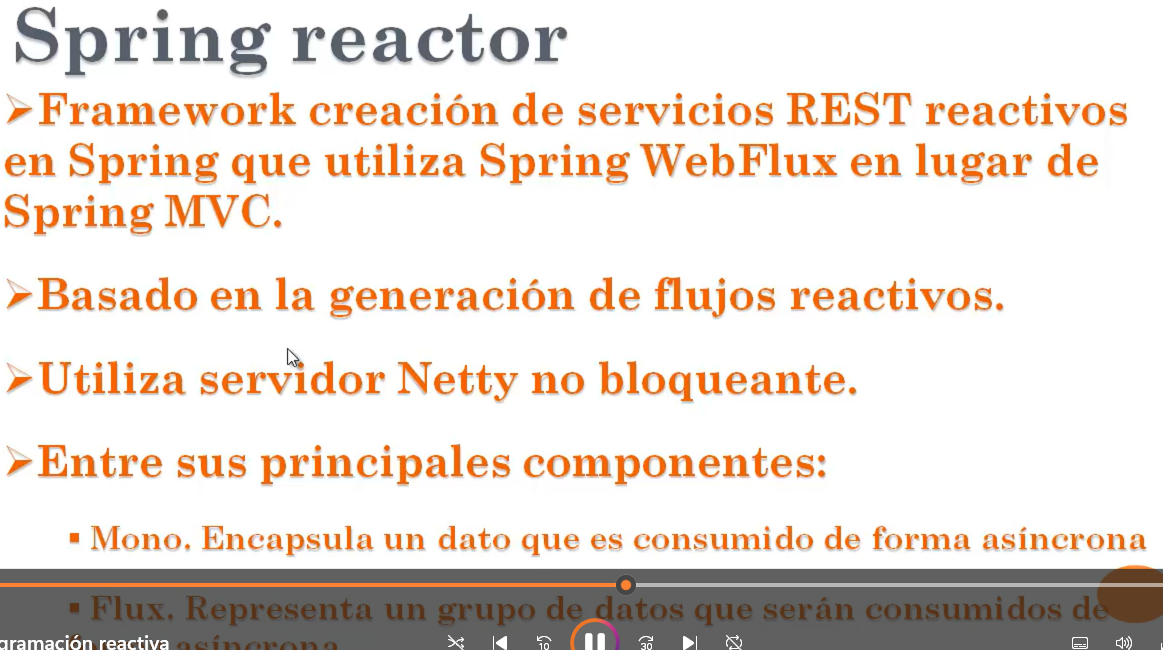 Spring reactor
➢Framework creación de servicios REST reactivos
en Spring que utiliza Spring WebFlux en lugar de
Spring MVC.
➢Basado en la generación de flujos reactivos.
➢Utiliza servidor Netty no bloqueante.
➢Entre sus principales componentes:
▪ Mono. Encapsula un dato que es consumido de forma asíncrona
▪ Flux. Representa un grupo de datos que serán consumidos de
asíncrona
gramación reactiva
10
30